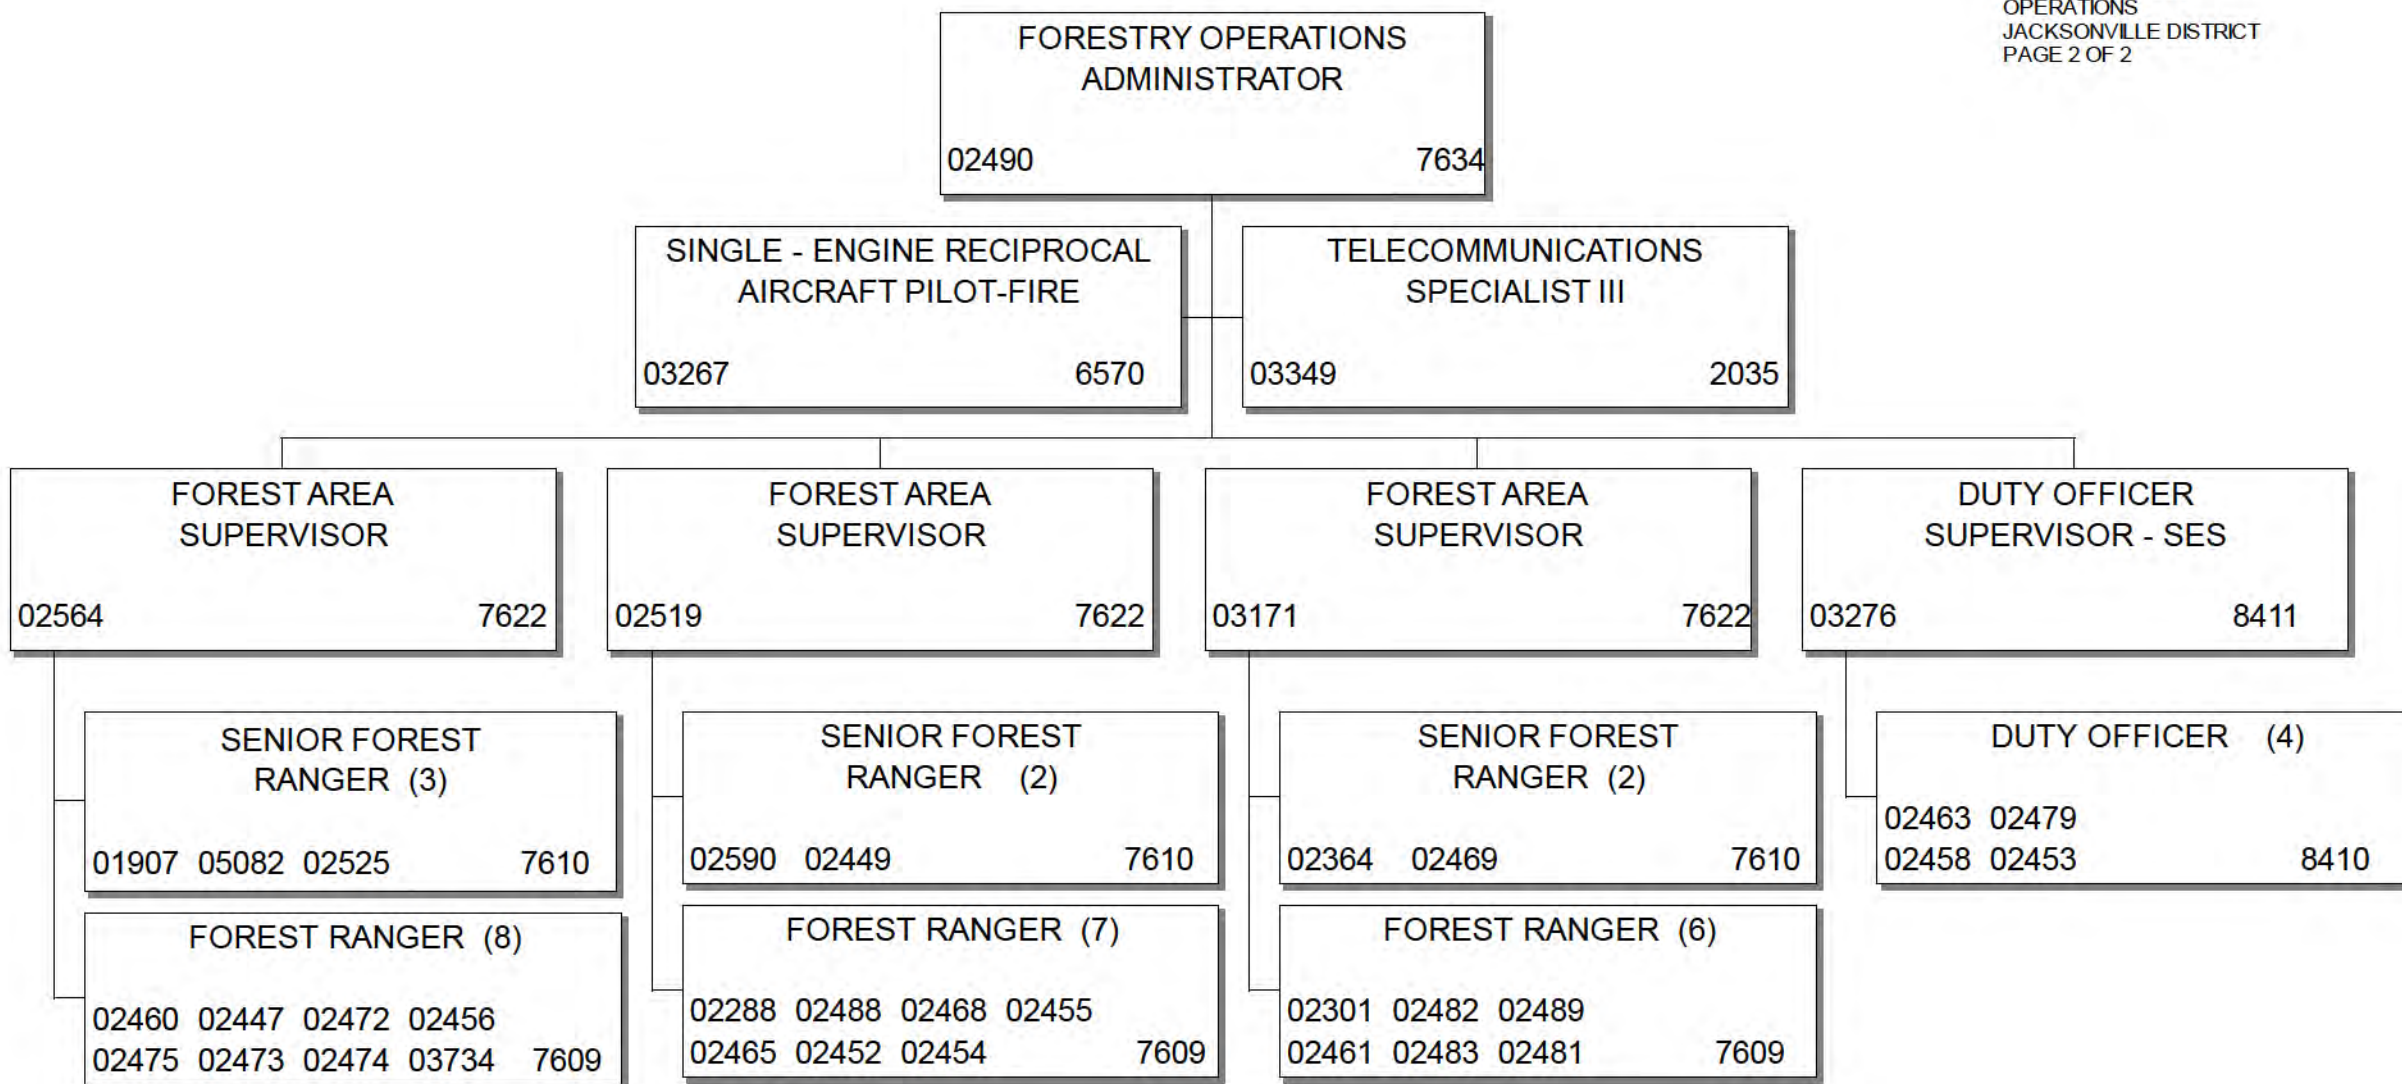 OPERATIONS
JACKSONVILLE DISTRICT
PAGE 2 OF 2
FORESTRY OPERATIONS
ADMINISTRATOR
02490 7634
SINGLE - ENGINE RECIPROCAL
AIRCRAFT PILOT-FIRE
03267 6570
TELECOMMUNICATIONS
SPECIALIST III
03349 2035
FOREST AREA
SUPERVISOR
02564 7622
FOREST AREA
SUPERVISOR
02519 7622
FOREST AREA
SUPERVISOR
03171 7622
DUTY OFFICER
SUPERVISOR - SES
03276 8411
SENIOR FOREST
RANGER (3)
01907 05082 02525 7610
SENIOR FOREST
RANGER (2)
02590 02449 7610
SENIOR FOREST
RANGER (2)
02364 02469 7610
DUTY OFFICER (4)
02463 02479
02458 02453 8410
FOREST RANGER (8)
02460 02447 02472 02456
02475 02473 02474 03734 7609
FOREST RANGER (7)
02288 02488 02468 02455
02465 02452 02454 7609
FOREST RANGER (6)
02301 02482 02489
02461 02483 02481 7609